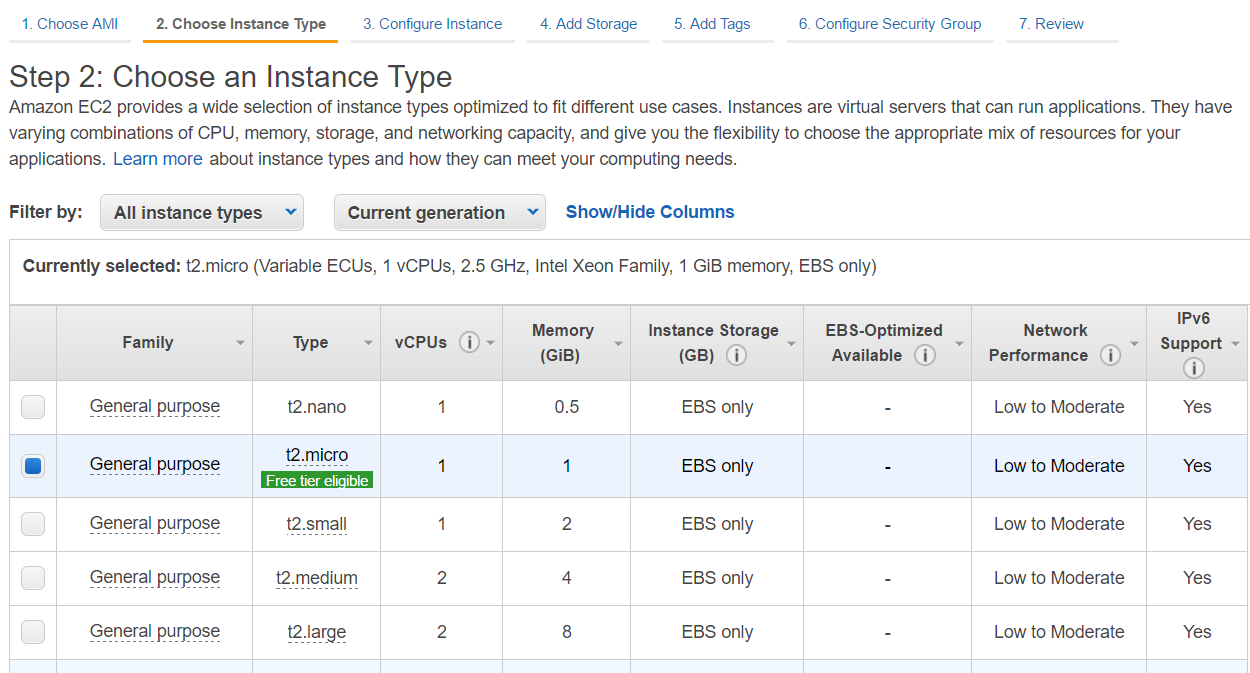 1. Choose AMI 2. Choose Instance Type 3. Configure Instance 4. Add Storage 5. Add Tags 6. Configure Security Group 7. Review
Step 2: Choose an Instance Type
Amazon EC2 provides a wide selection of instance types optimized to fit different use cases. Instances are virtual servers that can run applications. They have
varying combinations of CPU, memory, storage, and networking capacity, and give you the flexibility to choose the appropriate mix of resources for your
applications. Learn more about instance types and how they can meet your computing needs.
Filter by: All instance types Current generation Show/Hide Columns
Currently selected: t2.micro (Variable ECUs, 1 vCPUs, 2.5 GHz, Intel Xeon Family, 1 GiB memory, EBS only)
Family Type vCPUs i Memory (GiB) Instance Storage (GB) i EBS-Optimized Available i Network Performance i IPv6 Support i
General purpose t2.nano 1 0.5 EBS only - Low to Moderate Yes
General purpose t2.micro Free tier eligible 1 1 EBS only - Low to Moderate Yes
General purpose t2.small 1 2 EBS only - Low to Moderate Yes
General purpose t2.medium 2 4 EBS only - Low to Moderate Yes
General purpose t2.large 2 8 EBS only - Low to Moderate Yes